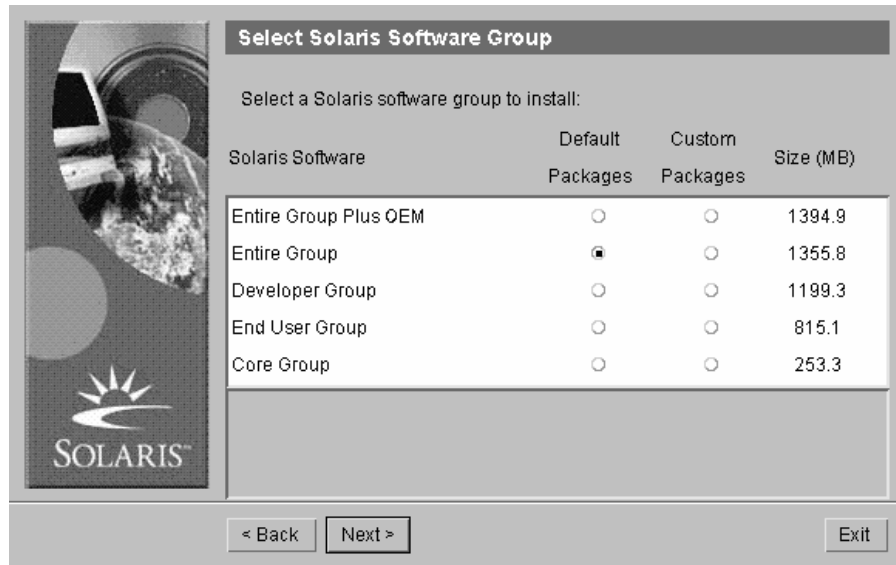 Select Solaris Software Group
Select a Solaris software group to install:
Solaris Software
Default Packages
Custom Packages
Size (MB)
Entire Group Plus OEM 1394.9
Entire Group 1355.8
Developer Group 1199.3
End User Group 815.1
Core Group 253.3
SOLARIS™
< Back
Next >
Exit